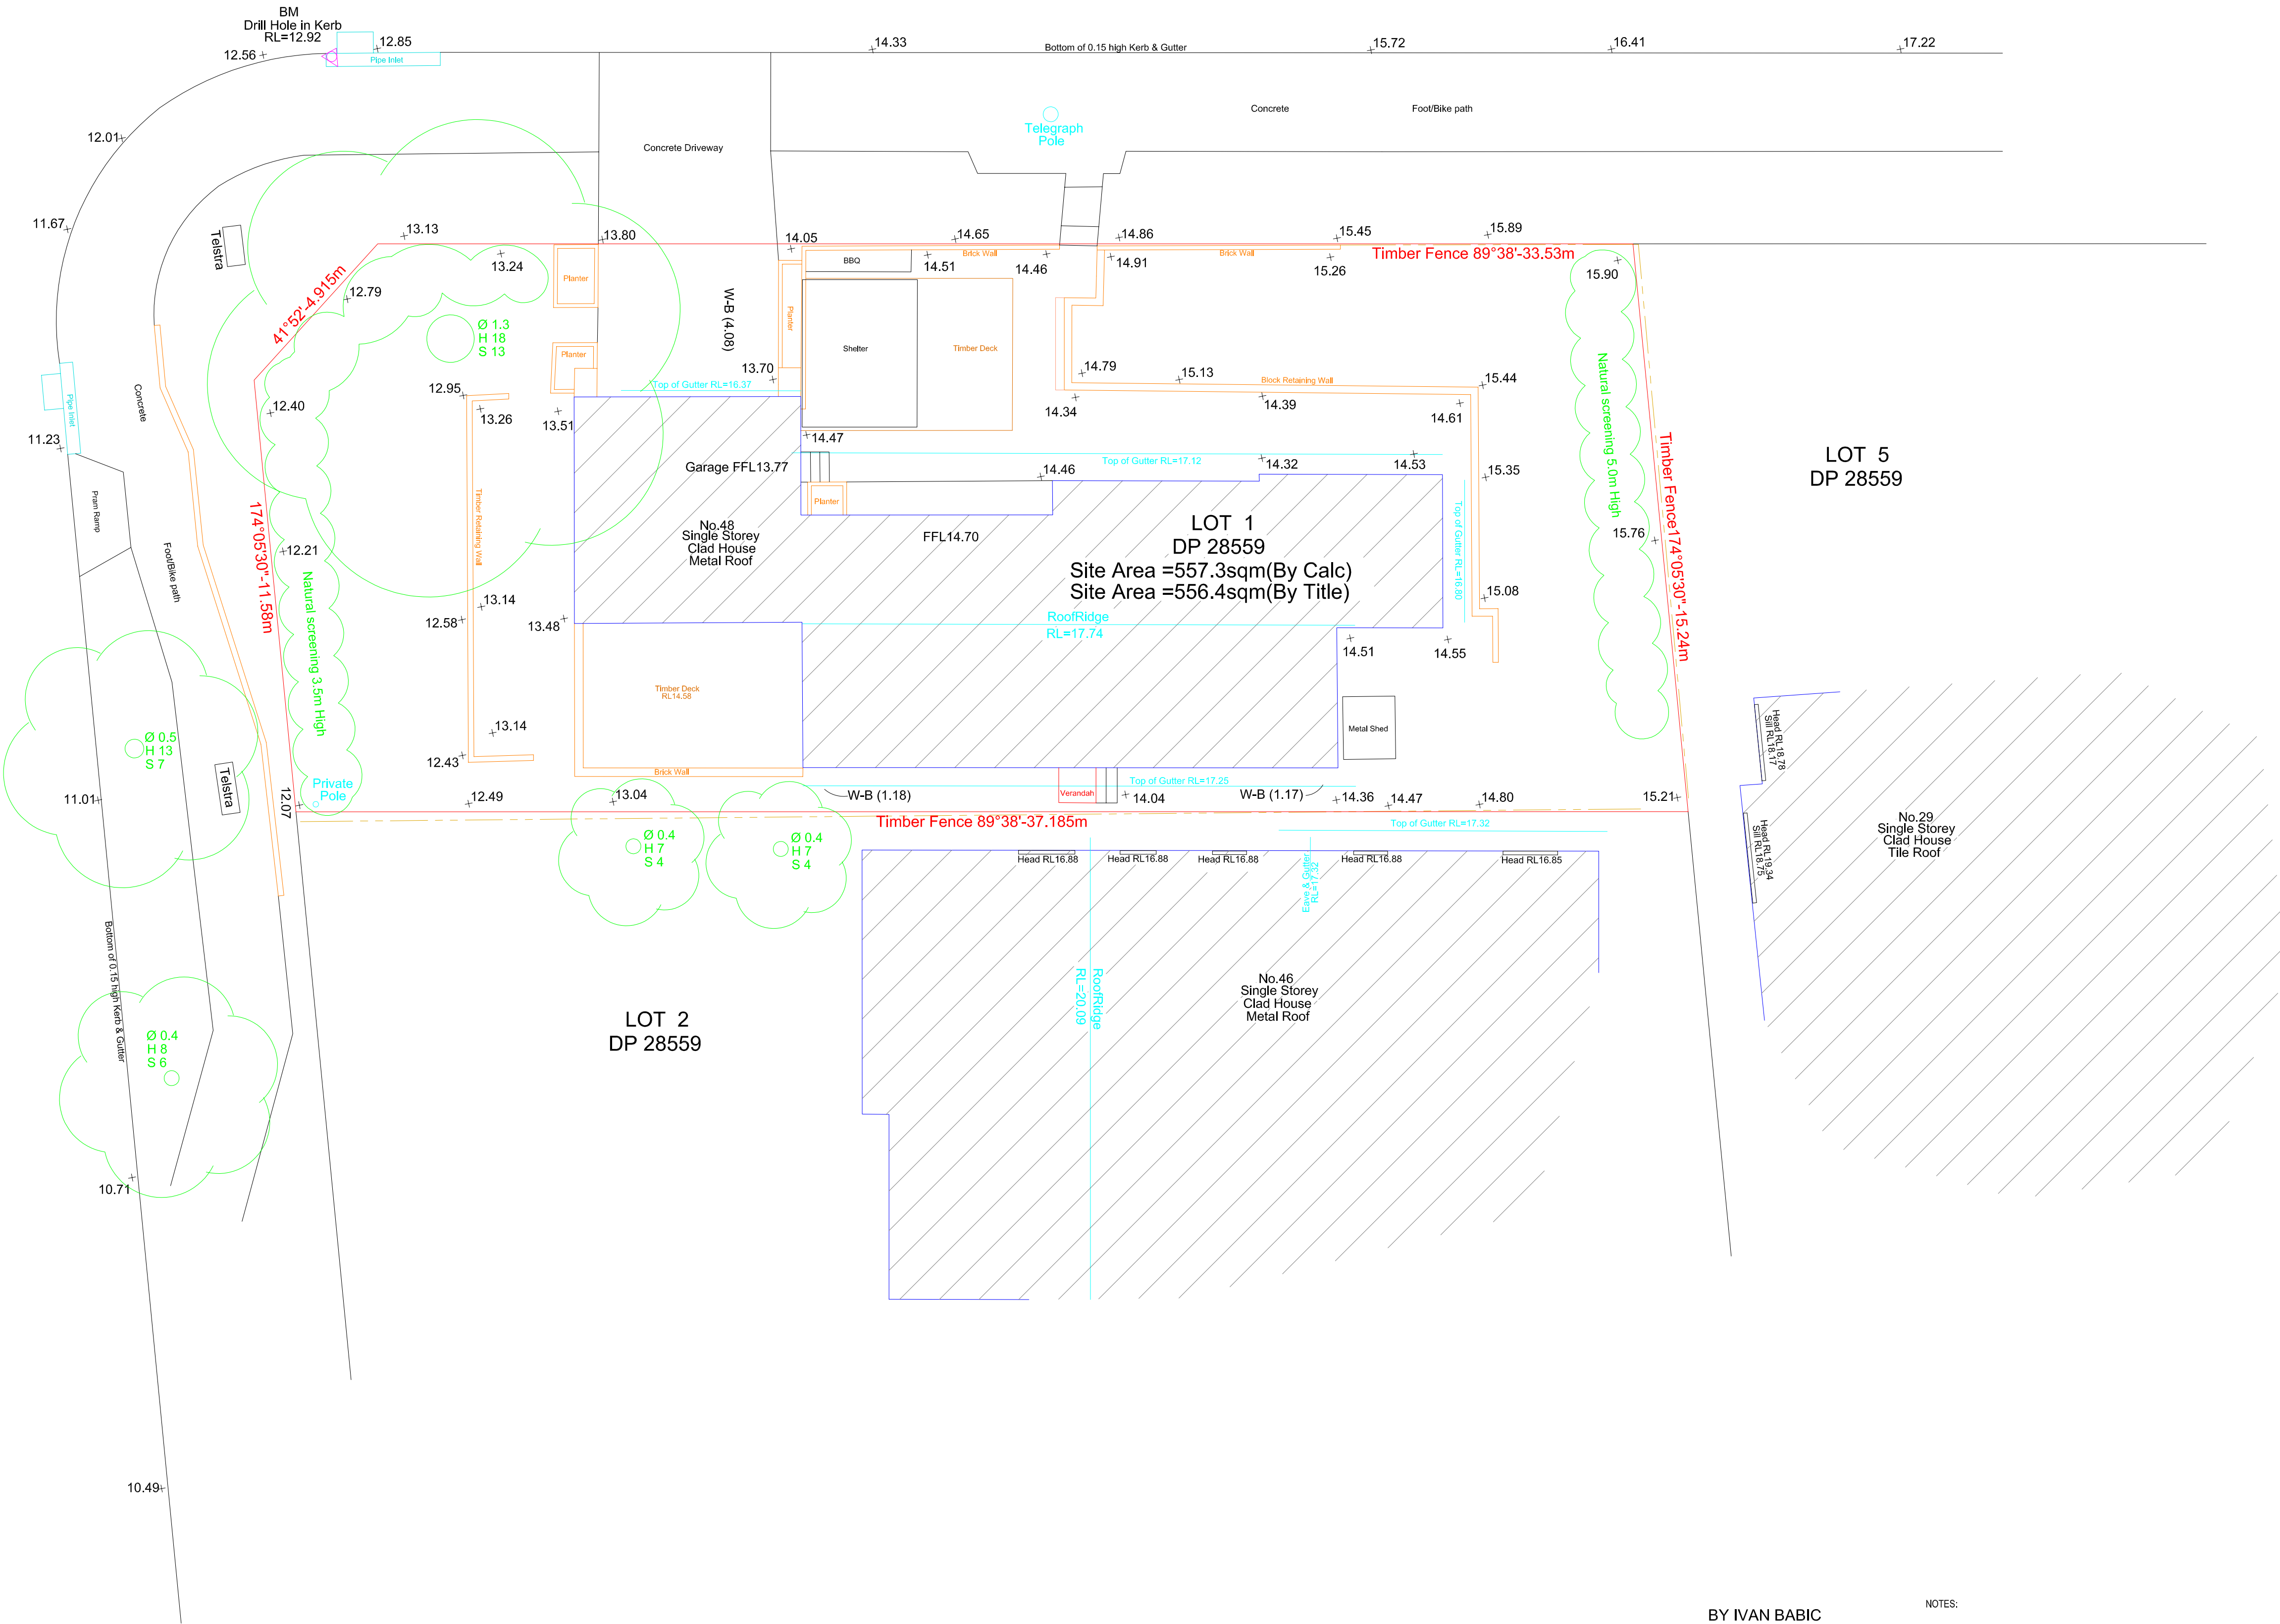 BM
Drill Hole in Kerb
RL=12.92
12.56
12.85
14.33
Bottom of 0.15 high Kerb & Gutter
15.72
16.41
17.22
Pipe Inlet
12.01
Concrete Driveway
Telegraph
Pole
Concrete
Foot/Bike path
11.67
Telstra
13.13
13.80
14.05
14.65
14.86
15.45
15.89
13.24
Planter
BBQ
14.51
Brick Wall
14.46
14.91
Brick Wall
15.26
Timber Fence 89°38'-33.53m
15.90
41°52'-4.915m
12.79
Ø 1.3
H 18
S 13
W-B (4.08)
Planter
Shelter
Timber Deck
Planter
13.70
Top of Gutter RL=16.37
14.79
15.13
Block Retaining Wall
15.44
Natural screening 5.0m High
Pipe Inlet
Concrete
12.40
12.95
13.26
13.51
14.34
14.39
14.61
11.23
14.47
Garage FFL13.77
Top of Gutter RL=17.12
14.46
14.32
14.53
15.35
Timber Fence174°05'30"-15.24m
LOT 5
DP 28559
Pram Ramp
Foot/Bike path
174°05'30"-11.58m
12.21
Timber Retaining Wall
Planter
No.48
Single Storey
Clad House
Metal Roof
FFL14.70
LOT 1
DP 28559
Site Area =557.3sqm(By Calc)
Site Area =556.4sqm(By Title)
Top of Gutter RL=16.80
15.76
Natural screening 3.5m High
13.14
12.58
13.48
RoofRidge
RL=17.74
15.08
14.51
14.55
Timber Deck
RL14.58
Metal Shed
Head RL18.78
Sill RL18.17
Ø 0.5
H 13
S 7
13.14
12.43
Brick Wall
Telstra
Private
Pole
12.07
11.01
12.49
13.04
W-B (1.18)
Verandah
Top of Gutter RL=17.25
14.04
W-B (1.17)
14.36
14.47
14.80
15.21
Timber Fence 89°38'-37.185m
Top of Gutter RL=17.32
Ø 0.4
H 7
S 4
Ø 0.4
H 7
S 4
Head RL16.88
Head RL16.88
Head RL16.88
Head RL16.88
Head RL16.85
Eave & Gutter
RL=17.32
Head RL19.34
Sill RL18.75
No.29
Single Storey
Clad House
Tile Roof
Bottom of 0.15 high Kerb & Gutter
Ø 0.4
H 8
S 6
LOT 2
DP 28559
RoofRidge
RL=20.09
No.46
Single Storey
Clad House
Metal Roof
10.71
10.49
BY IVAN BABIC
NOTES: